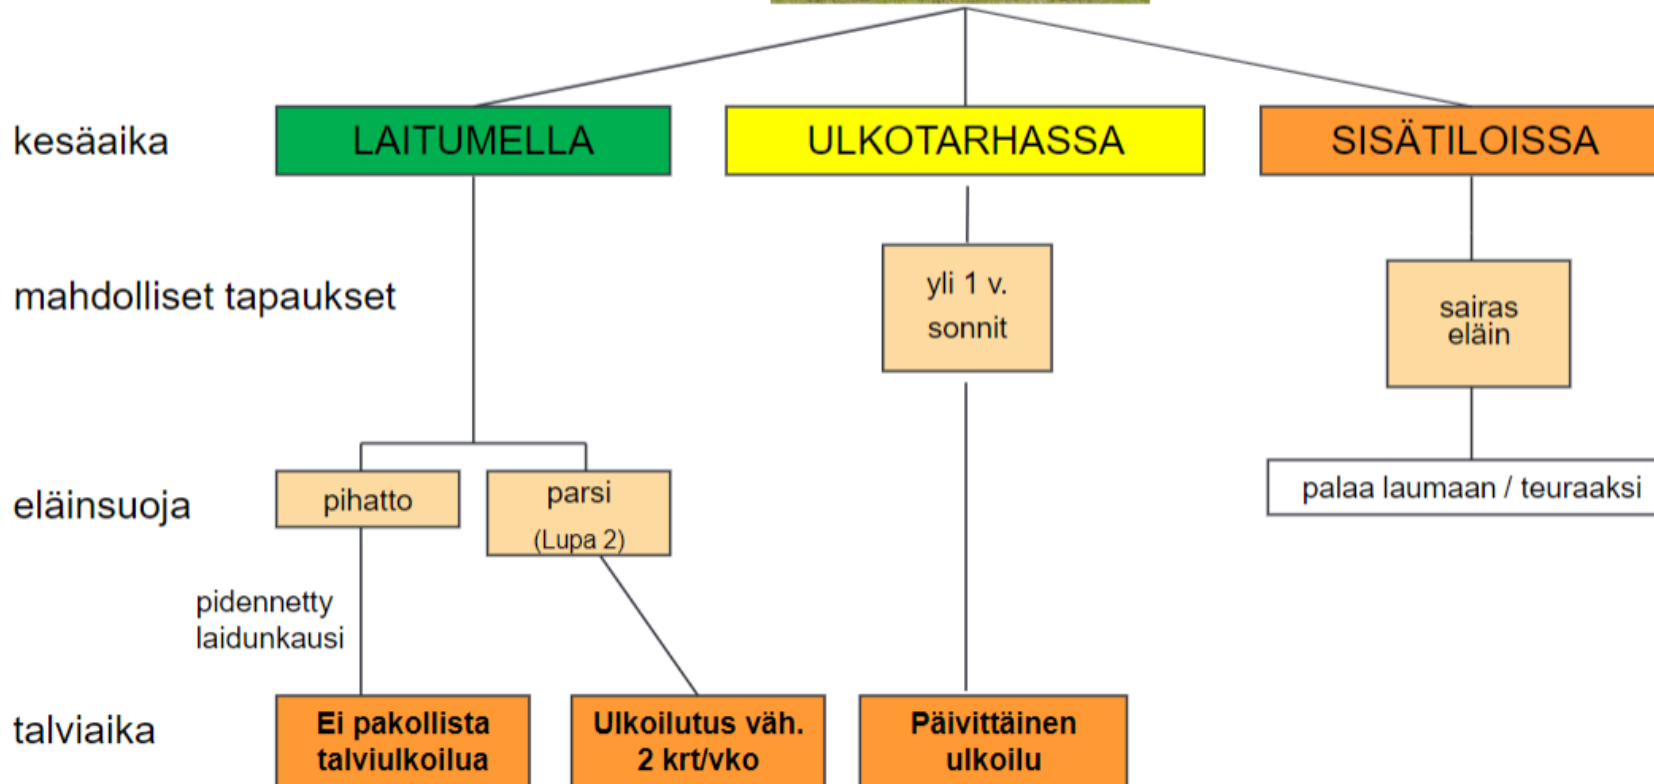 kesäaika
LAITUMELLA
ULKOTARHASSA
SISÄTILOISSA
mahdolliset tapaukset
yli 1 v.
sonnit
sairas
eläin
eläinsuoja
pihatto
parsi
(Lupa 2)
palaa laumaan / teuraaksi
pidennetty
laidunkausi
talviaika
Ei pakollista
talviulkoilua
Ulkoilutus väh.
2 krt/vko
Päivittäinen
ulkoilu